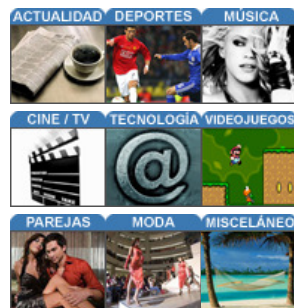 ACTUALIDAD DEPORTES MÚSICA
CINE / TV TECNOLOGÍA VIDEOJUEGOS
PAREJAS MODA MISCELÁNEO